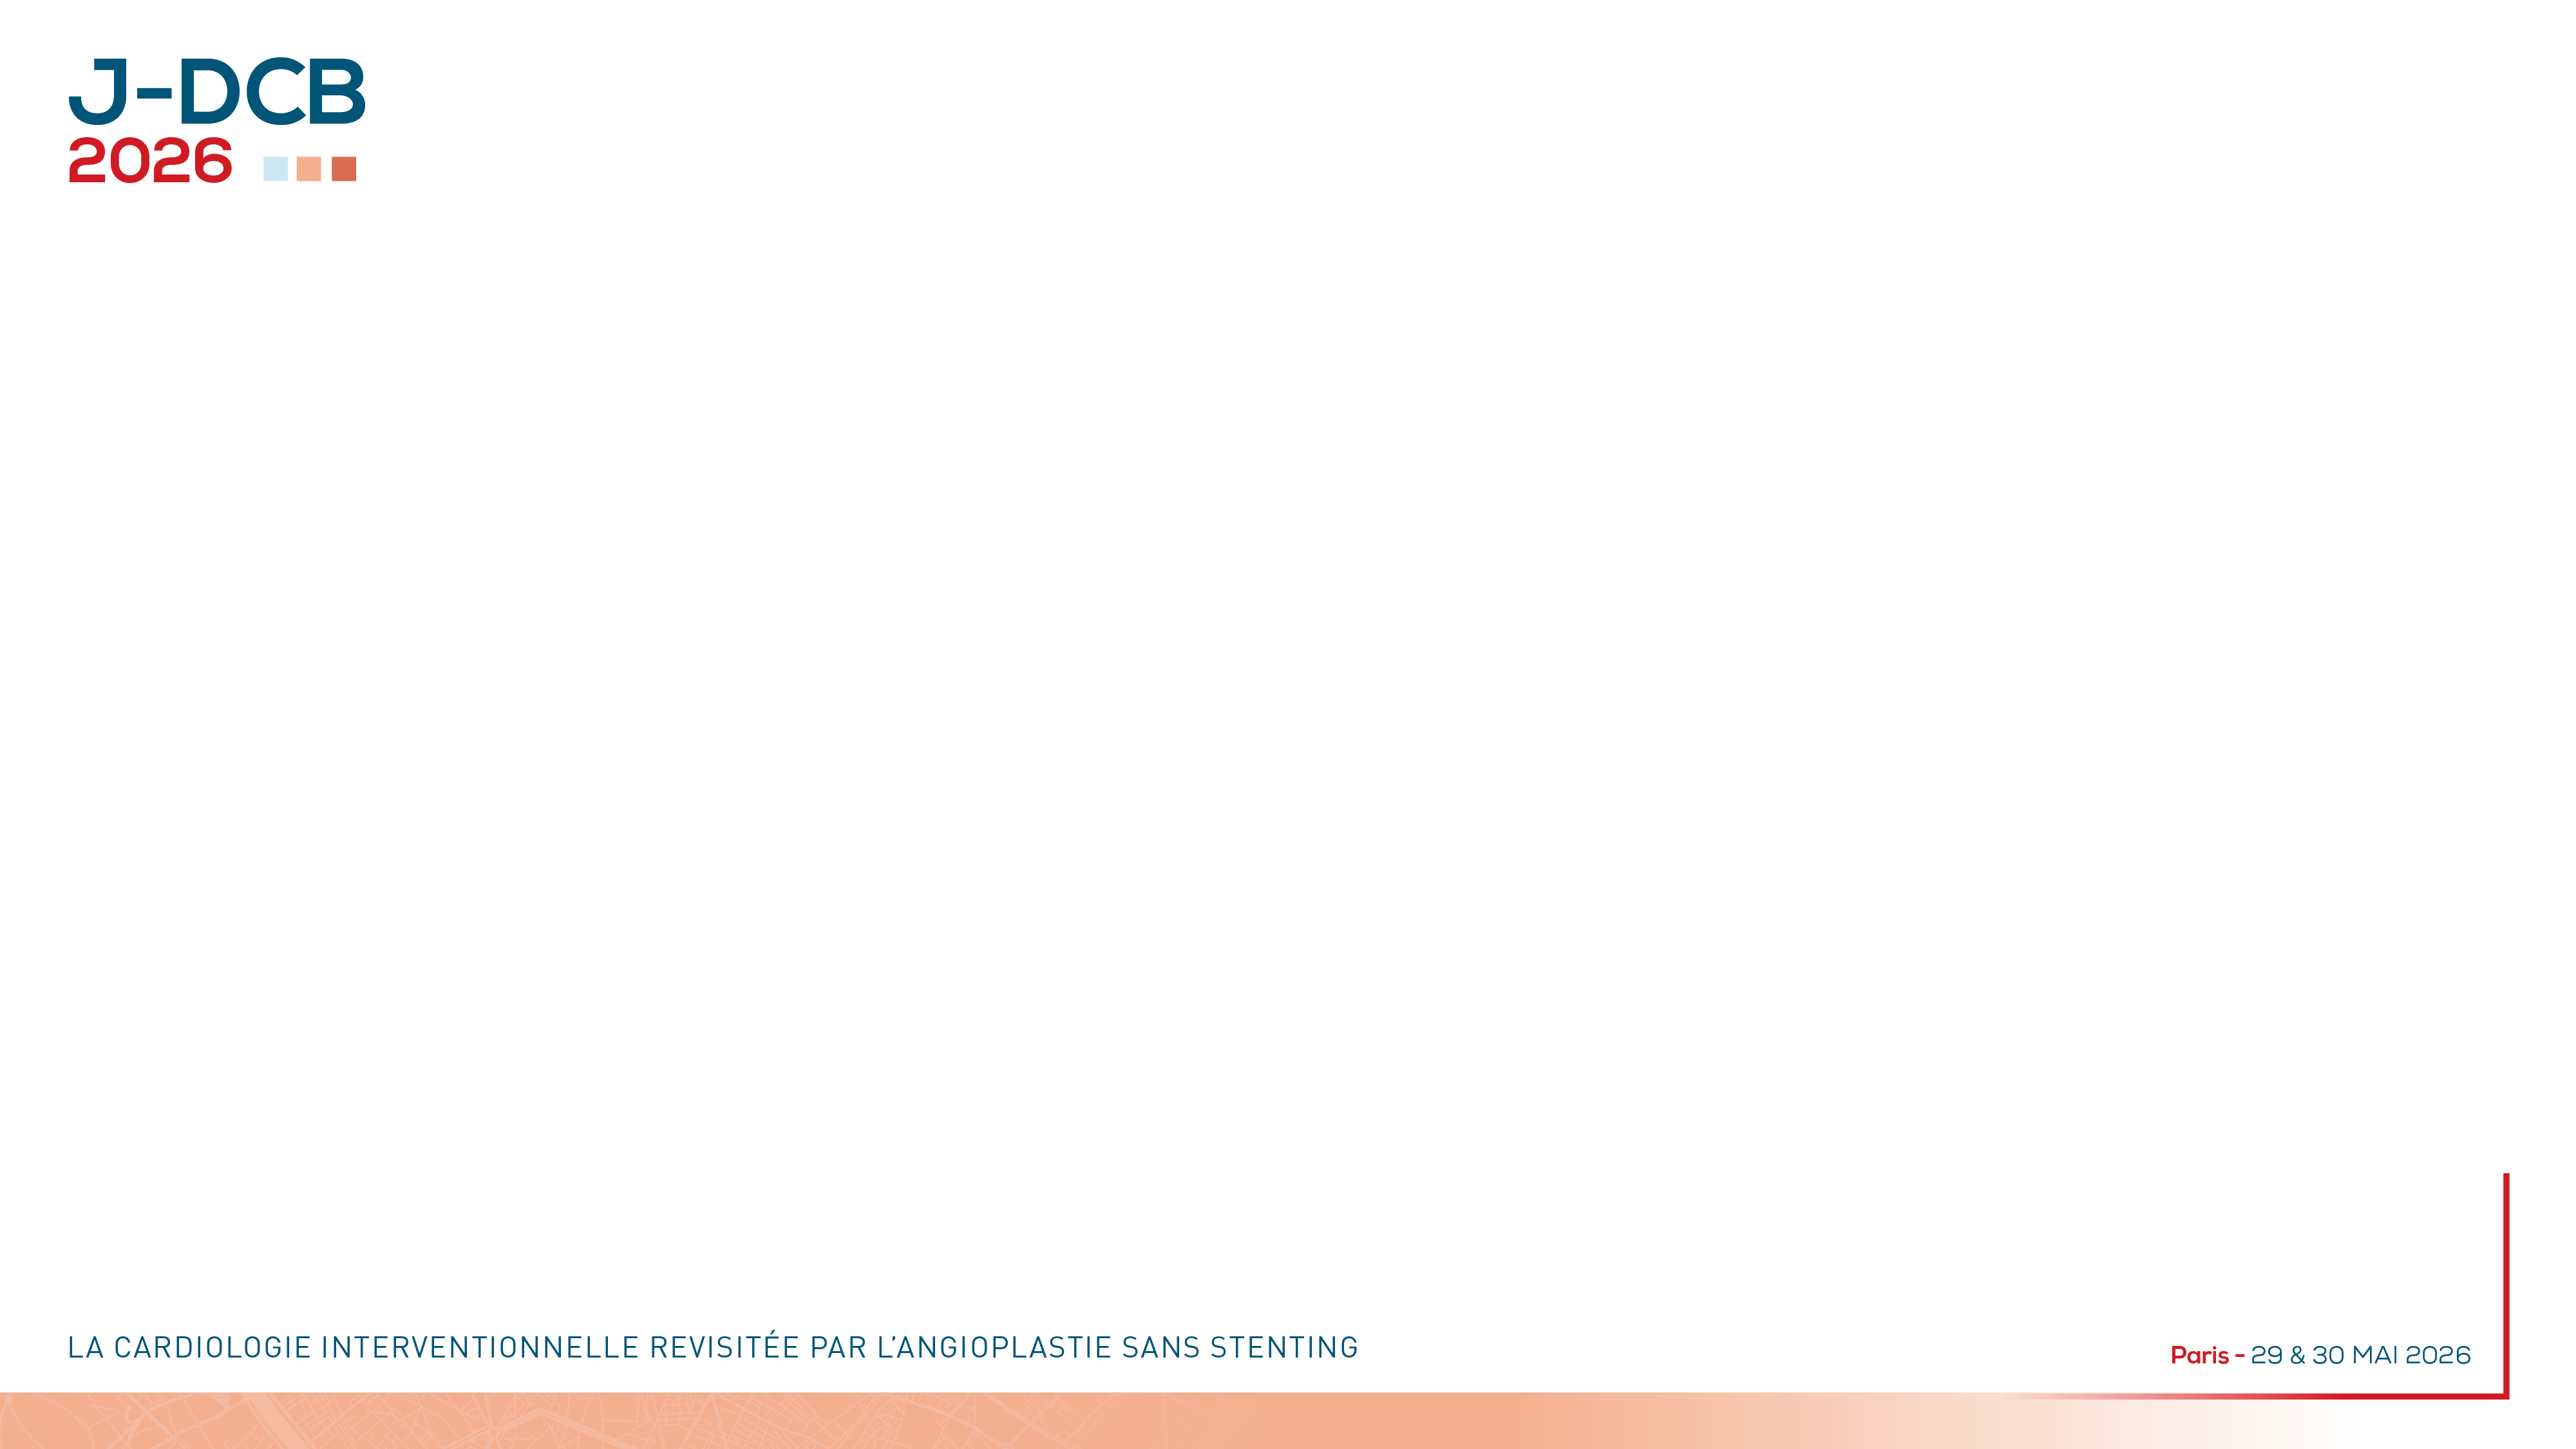 J-DCB
2026
LA CARDIOLOGIE INTERVENTIONNELLE REVISITÉE PAR L’ANGIOPLASTIE SANS STENTING
Paris - 29 & 30 MAI 2026